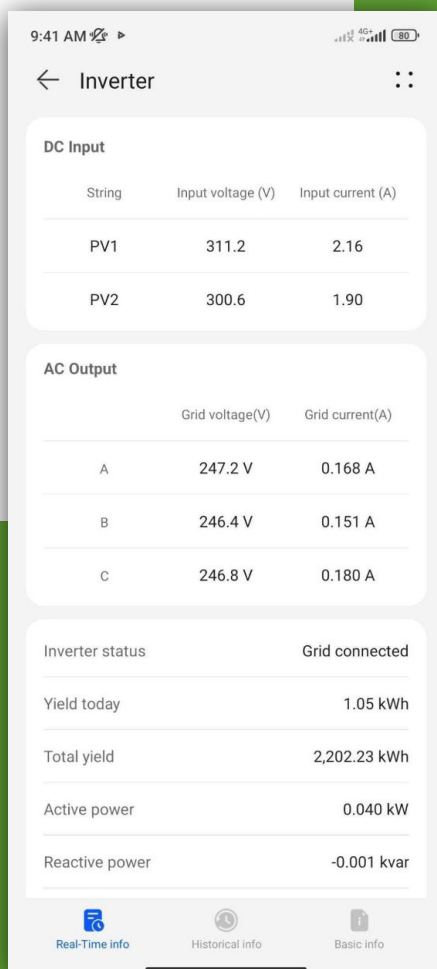 9:41 AM
4G+ 80
Inverter
DC Input
String Input voltage (V) Input current (A)
PV1 311.2 2.16
PV2 300.6 1.90
AC Output
Grid voltage(V) Grid current(A)
A 247.2 V 0.168 A
B 246.4 V 0.151 A
C 246.8 V 0.180 A
Inverter status Grid connected
Yield today 1.05 kWh
Total yield 2,202.23 kWh
Active power 0.040 kW
Reactive power -0.001 kvar
Real-Time info Historical info Basic info